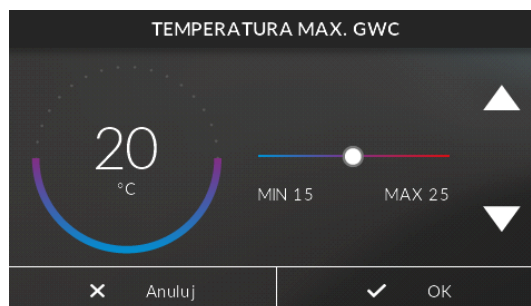 TEMPERATURA MAX. GWC
20
°C
MIN 15 MAX 25
Anuluj OK